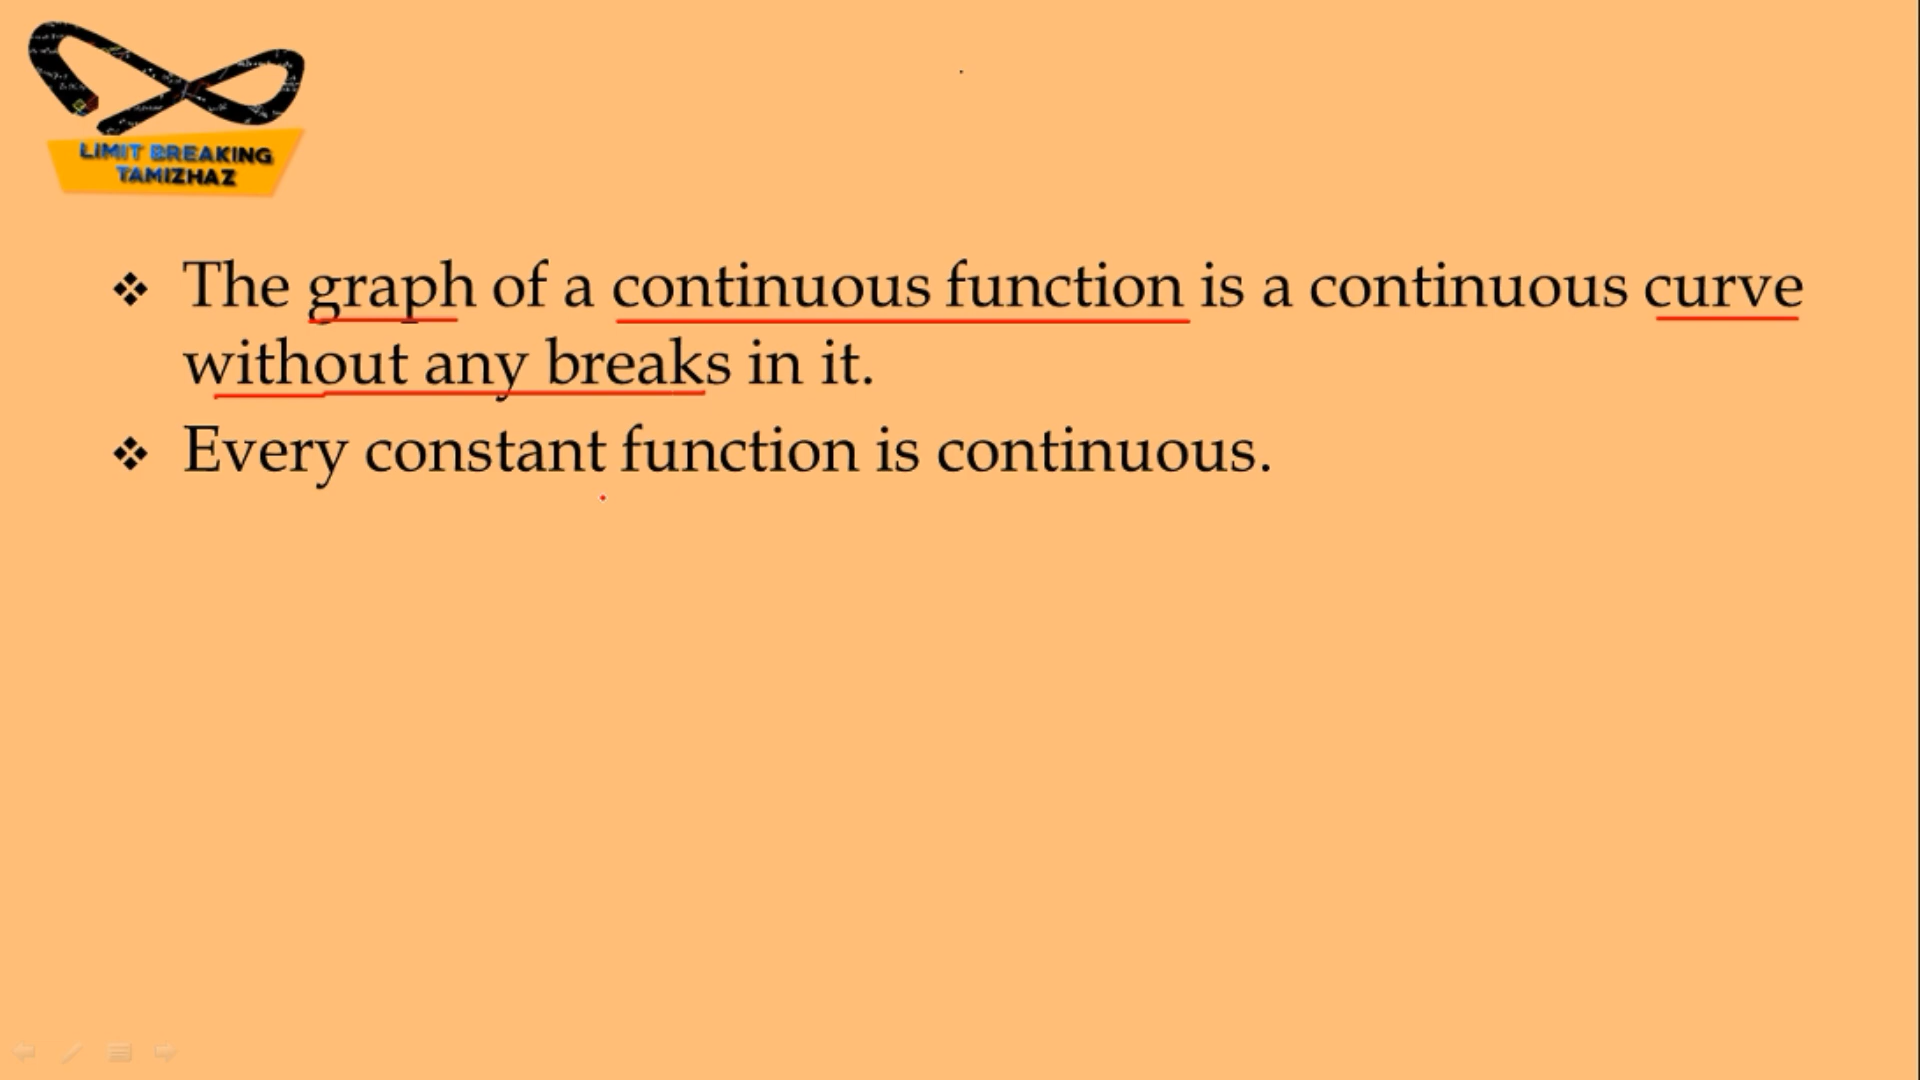 LIMIT BREAKING
TAMIZHAZ
❖ The graph of a continuous function is a continuous curve
without any breaks in it.
❖ Every constant function is continuous.